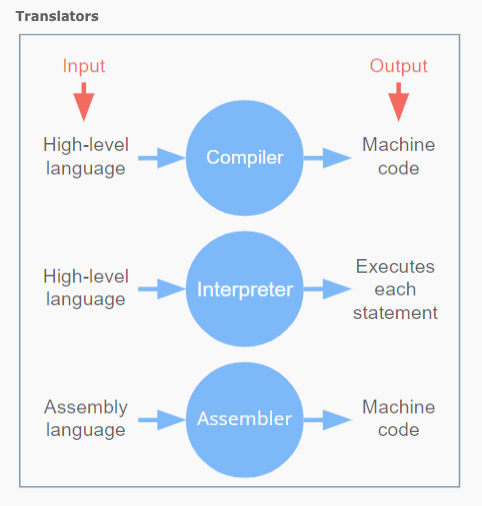 Translators
Input
Output
High-level
language
Compiler
Machine
code
High-level
language
Interpreter
Executes
each
statement
Assembly
language
Assembler
Machine
code